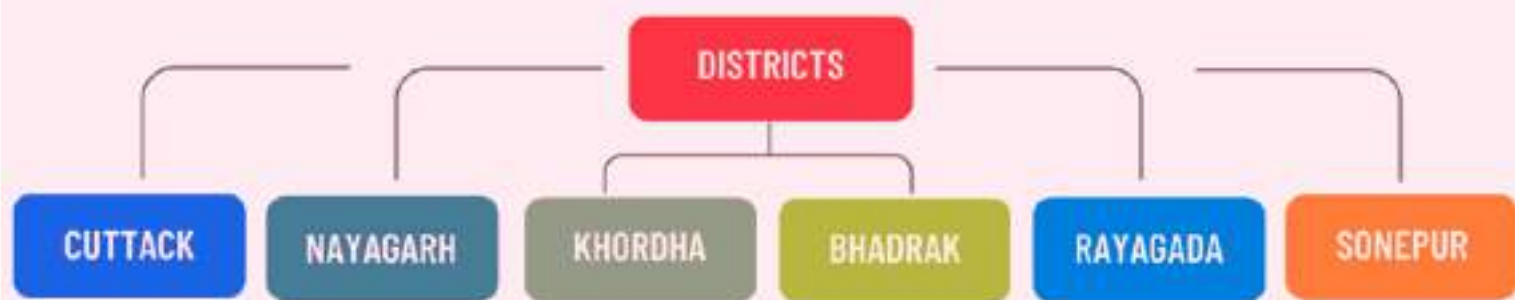 DISTRICTS
CUTTACK
NAYAGARH
KHORDHA
BHADRAK
RAYAGADA
SONEPUR